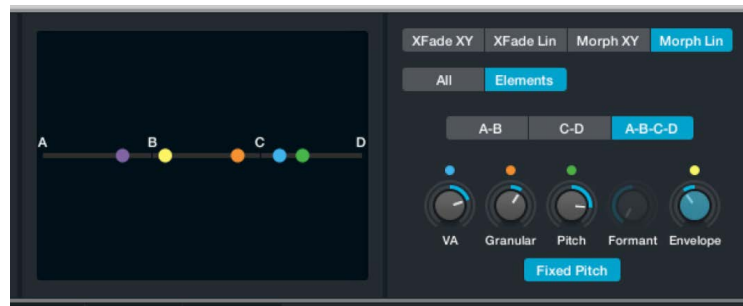 XFade XY XFade Lin Morph XY Morph Lin
All Elements
A-B C-D A-B-C-D
A B C D
VA Granular Pitch Formant Envelope
Fixed Pitch